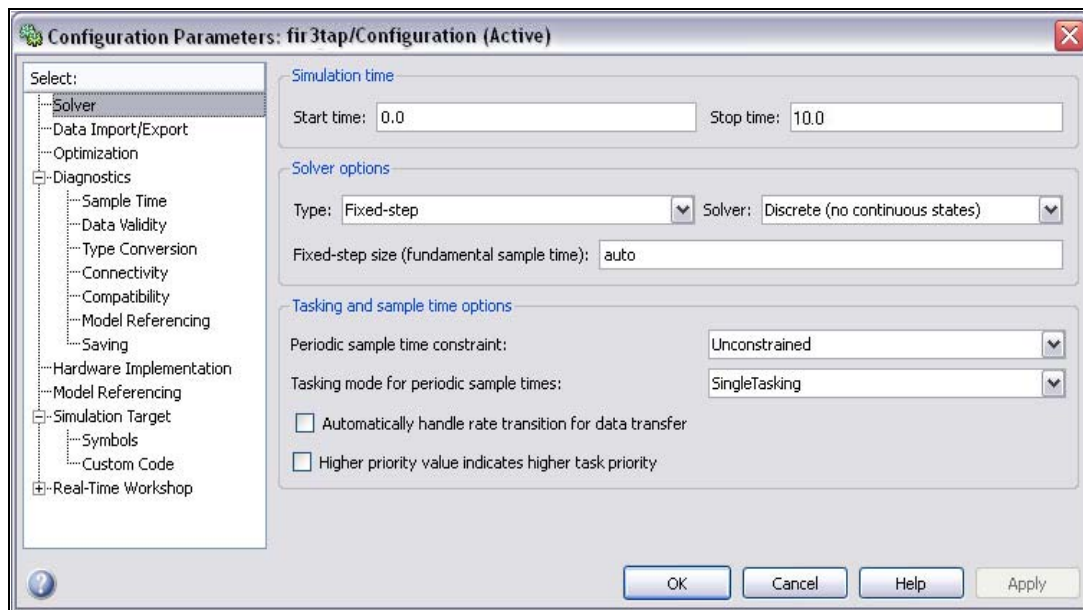 Configuration Parameters: fir3tap/Configuration (Active)
Select:
Solver
Data Import/Export
Optimization
Diagnostics
Sample Time
Data Validity
Type Conversion
Connectivity
Compatibility
Model Referencing
Saving
Hardware Implementation
Model Referencing
Simulation Target
Symbols
Custom Code
Real-Time Workshop
Simulation time
Start time: 0.0 Stop time: 10.0
Solver options
Type: Fixed-step Solver: Discrete (no continuous states)
Fixed-step size (fundamental sample time): auto
Tasking and sample time options
Periodic sample time constraint: Unconstrained
Tasking mode for periodic sample times: SingleTasking
Automatically handle rate transition for data transfer
Higher priority value indicates higher task priority
OK Cancel Help Apply